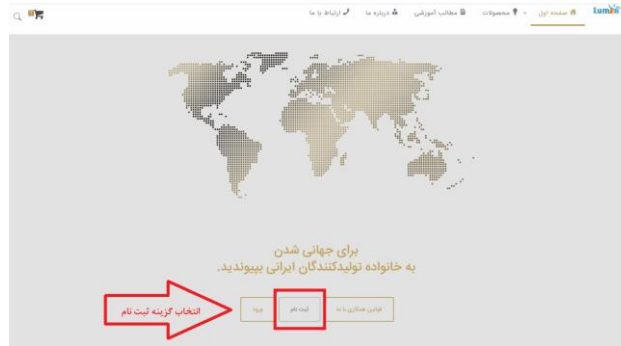 Lumin
صفحه اول
محصولات
مطالب آموزشی
درباره ما
ارتباط با ما
برای جهانی شدن
به خانواده تولیدکنندگان ایرانی بپیوندید.
قوانین همکاری با ما
ثبت نام
ورود
انتخاب گزینه ثبت نام